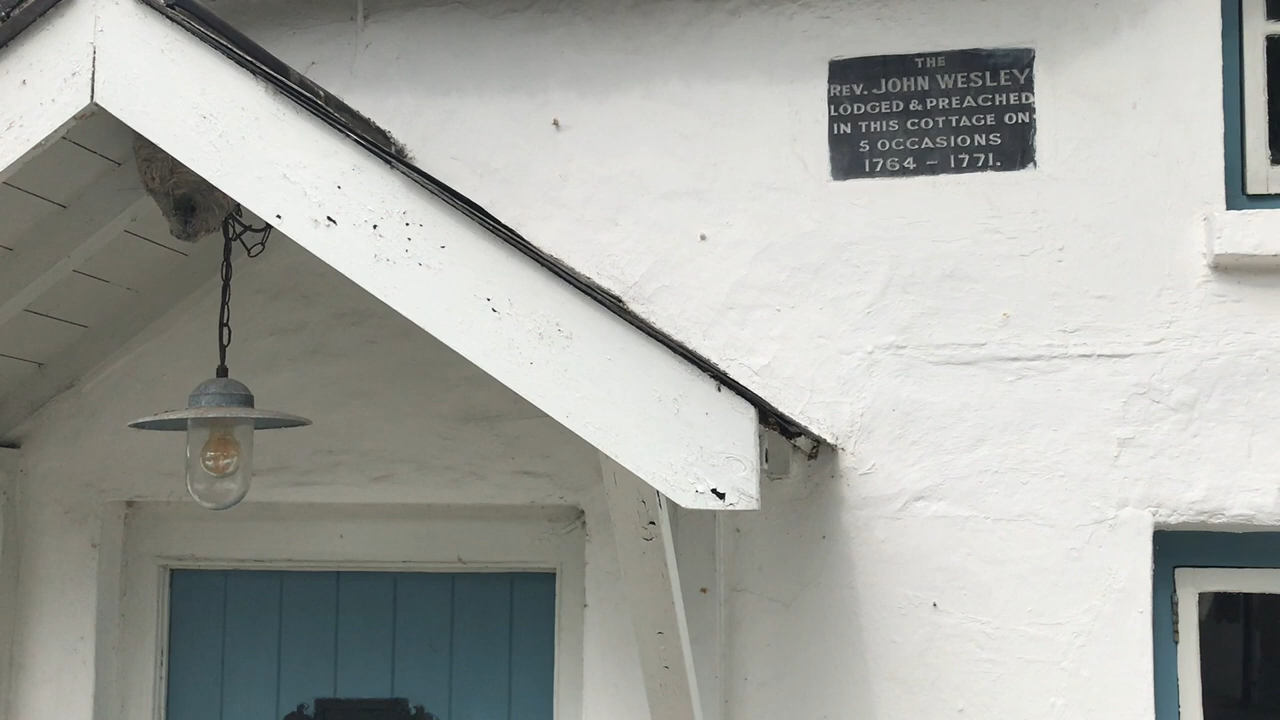 THE
REV. JOHN WESLEY
LODGED & PREACHED
IN THIS COTTAGE ON
5 OCCASIONS
1764 - 1771.